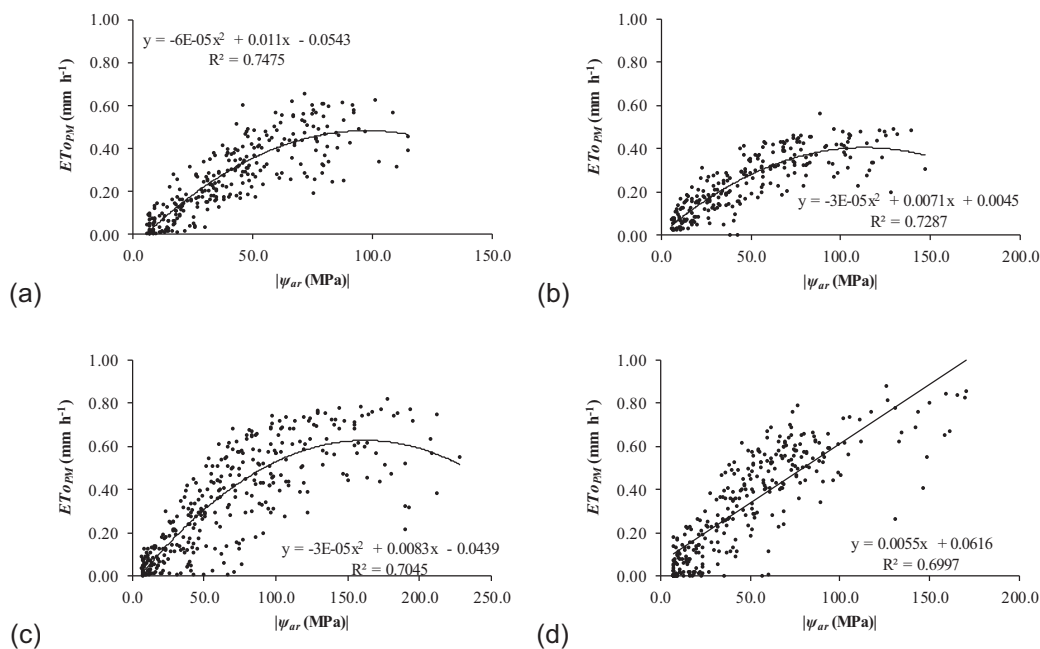 1.00
0.80
0.60
0.40
0.20
0.00
ETo_PM (mm h⁻¹)
y = -6E-05x² + 0.011x - 0.0543
R² = 0.7475
0.0 50.0 100.0 150.0
|ψ_ar (MPa)|
(a)
1.00
0.80
0.60
0.40
0.20
0.00
ETo_PM (mm h⁻¹)
y = -3E-05x² + 0.0071x + 0.0045
R² = 0.7287
0.0 50.0 100.0 150.0 200.0
|ψ_ar (MPa)|
(b)
1.00
0.80
0.60
0.40
0.20
0.00
ETo_PM (mm h⁻¹)
y = -3E-05x² + 0.0083x - 0.0439
R² = 0.7045
0.0 50.0 100.0 150.0 200.0 250.0
|ψ_ar (MPa)|
(c)
1.00
0.80
0.60
0.40
0.20
0.00
ETo_PM (mm h⁻¹)
y = 0.0055x + 0.0616
R² = 0.6997
0.0 50.0 100.0 150.0 200.0
|ψ_ar (MPa)|
(d)